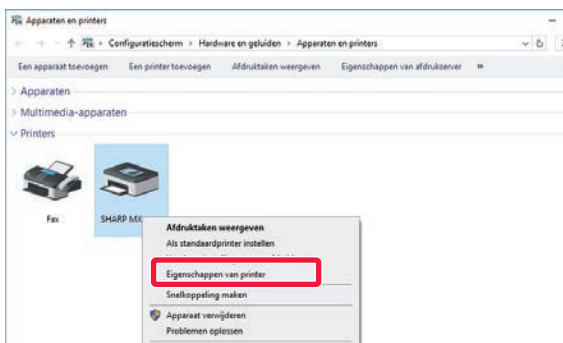 Apparaten en printers
Configuratiescherm > Hardware en geluiden > Apparaten en printers
Een apparaat toevoegen Een printer toevoegen Afdruktaken weergeven Eigenschappen van afdrukserver »
> Apparaten
> Multimedia-apparaten
Printers
Fax SHARP MX
Afdruktaken weergeven
Als standaardprinter instellen
Eigenschappen van printer
Snelkoppeling maken
Apparaat verwijderen
Problemen oplossen